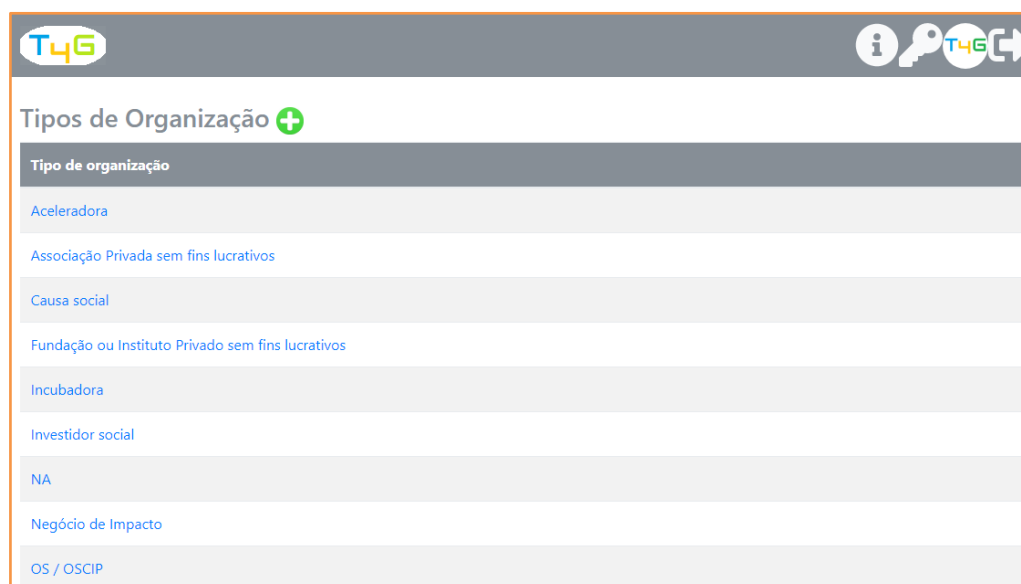 T4G
T4G
Tipos de Organização
Tipo de organização
Aceleradora
Associação Privada sem fins lucrativos
Causa social
Fundação ou Instituto Privado sem fins lucrativos
Incubadora
Investidor social
NA
Negócio de Impacto
OS / OSCIP